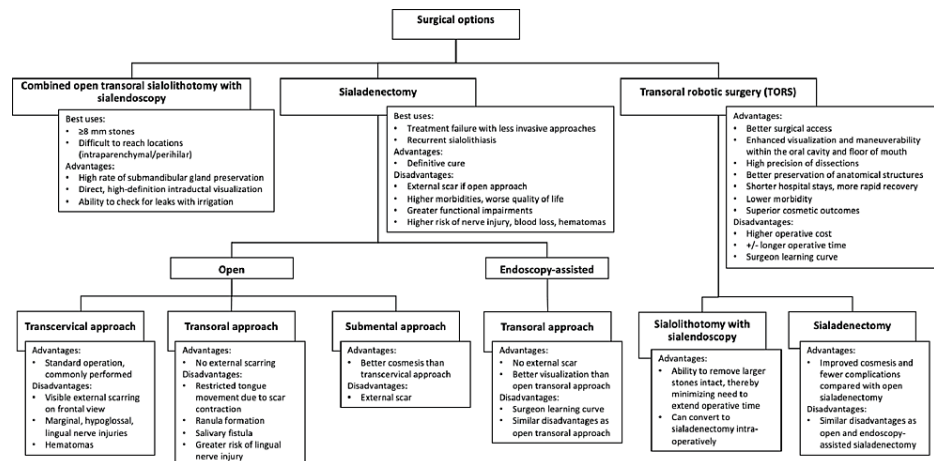 Surgical options
Combined open transoral sialolithotomy with
sialendoscopy
Best uses:
• ≥8 mm stones
• Difficult to reach locations
(intraparenchymal/perihilar)
Advantages:
• High rate of submandibular gland preservation
• Direct, high-definition intraductal visualization
• Ability to check for leaks with irrigation
Sialadenectomy
Best uses:
• Treatment failure with less invasive approaches
• Recurrent sialolithiasis
Advantages:
• Definitive cure
Disadvantages:
• External scar if open approach
• Higher morbidities, worse quality of life
• Greater functional impairments
• Higher risk of nerve injury, blood loss, hematomas
Transoral robotic surgery (TORS)
Advantages:
• Better surgical access
• Enhanced visualization and maneuverability
within the oral cavity and floor of mouth
• High precision of dissections
• Better preservation of anatomical structures
• Shorter hospital stays, more rapid recovery
• Lower morbidity
• Superior cosmetic outcomes
Disadvantages:
• Higher operative cost
• +/- longer operative time
• Surgeon learning curve
Open
Endoscopy-assisted
Transcervical approach
Advantages:
• Standard operation,
commonly performed
Disadvantages:
• Visible external scarring
on frontal view
• Marginal, hypoglossal,
lingual nerve injuries
• Hematomas
Transoral approach
Advantages:
• No external scarring
Disadvantages:
• Restricted tongue
movement due to scar
contraction
• Ranula formation
• Salivary fistula
• Greater risk of lingual
nerve injury
Submental approach
Advantages:
• Better cosmesis than
transcervical approach
Disadvantages:
• External scar
Transoral approach
Advantages:
• No external scar
• Better visualization than
open transoral approach
Disadvantages:
• Surgeon learning curve
• Similar disadvantages as
open transoral approach
Sialolithotomy with
sialendoscopy
Advantages:
• Ability to remove larger
stones intact, thereby
minimizing need to
extend operative time
• Can convert to
sialadenectomy intra-
operatively
Sialadenectomy
Advantages:
• Improved cosmesis and
fewer complications
compared with open
sialadenectomy
Disadvantages:
• Similar disadvantages as
open and endoscopy-
assisted sialadenectomy